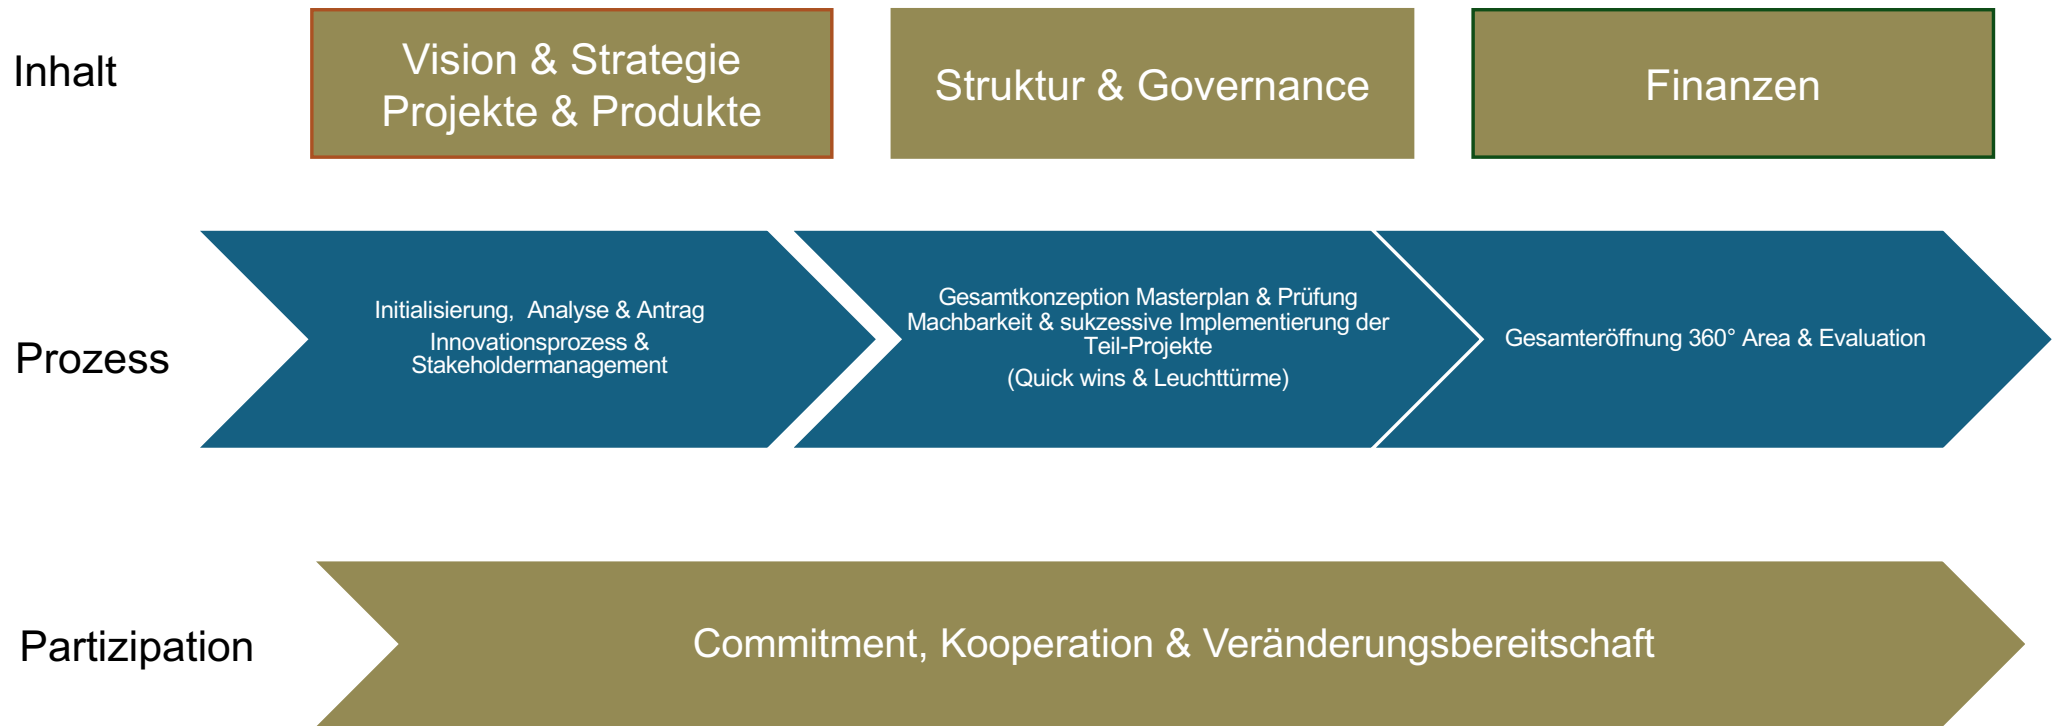 Inhalt
Vision & Strategie
Projekte & Produkte
Struktur & Governance
Finanzen
Prozess
Initialisierung, Analyse & Antrag
Innovationsprozess &
Stakeholdermanagement
Gesamtkonzeption Masterplan & Prüfung
Machbarkeit & sukzessive Implementierung der
Teil-Projekte
(Quick wins & Leuchttürme)
Gesamteröffnung 360° Area & Evaluation
Partizipation
Commitment, Kooperation & Veränderungsbereitschaft